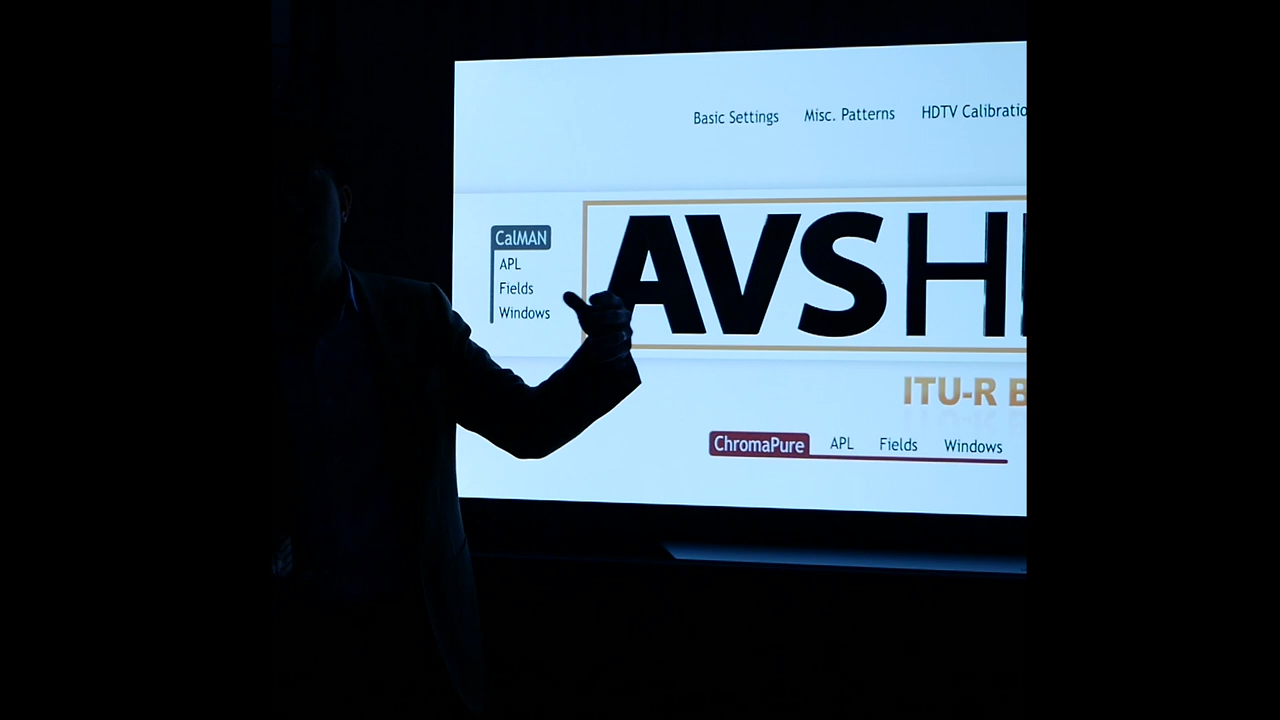 Basic Settings Misc. Patterns HDTV Calibratio
AVSH
CalMAN
APL
Fields
Windows
ITU-R B
ChromaPure APL Fields Windows